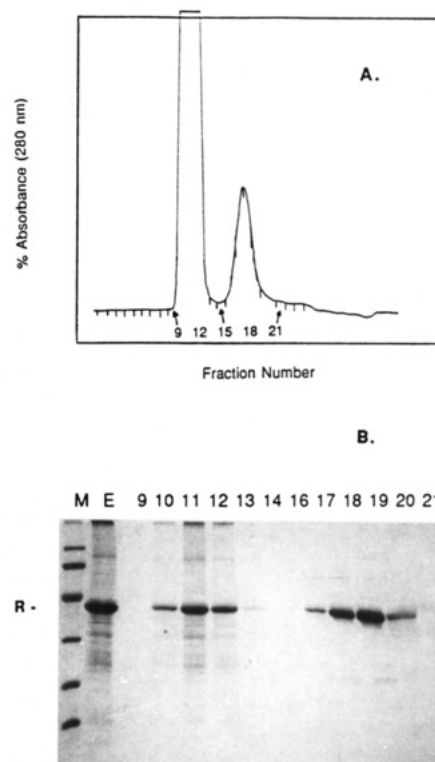 A.
% Absorbance (280 nm)
9 12 15 18 21
Fraction Number
B.
M E 9 10 11 12 13 14 16 17 18 19 20 21
R -